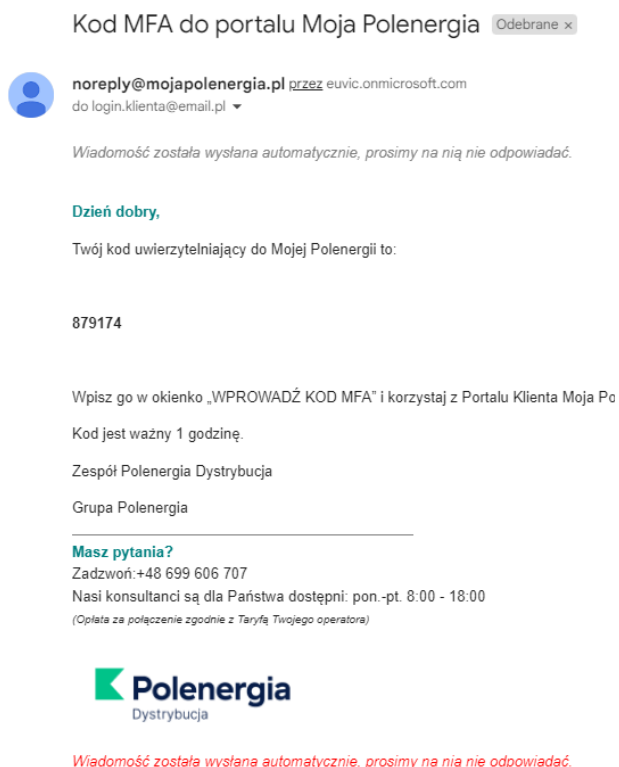 Kod MFA do portalu Moja Polenergia Odebrane ×
noreply@mojapolenergia.pl przez euvic.onmicrosoft.com
do login.klienta@email.pl
Wiadomość została wysłana automatycznie, prosimy na nią nie odpowiadać.
Dzień dobry,
Twój kod uwierzytelniający do Mojej Polenergii to:
879174
Wpisz go w okienko „WPROWADŹ KOD MFA” i korzystaj z Portalu Klienta Moja Po
Kod jest ważny 1 godzinę.
Zespół Polenergia Dystrybucja
Grupa Polenergia
Masz pytania?
Zadzwoń:+48 699 606 707
Nasi konsultanci są dla Państwa dostępni: pon.-pt. 8:00 - 18:00
(Opłata za połączenie zgodnie z Taryfą Twojego operatora)
Polenergia
Dystrybucja
Wiadomość została wysłana automatycznie, prosimy na nią nie odpowiadać.